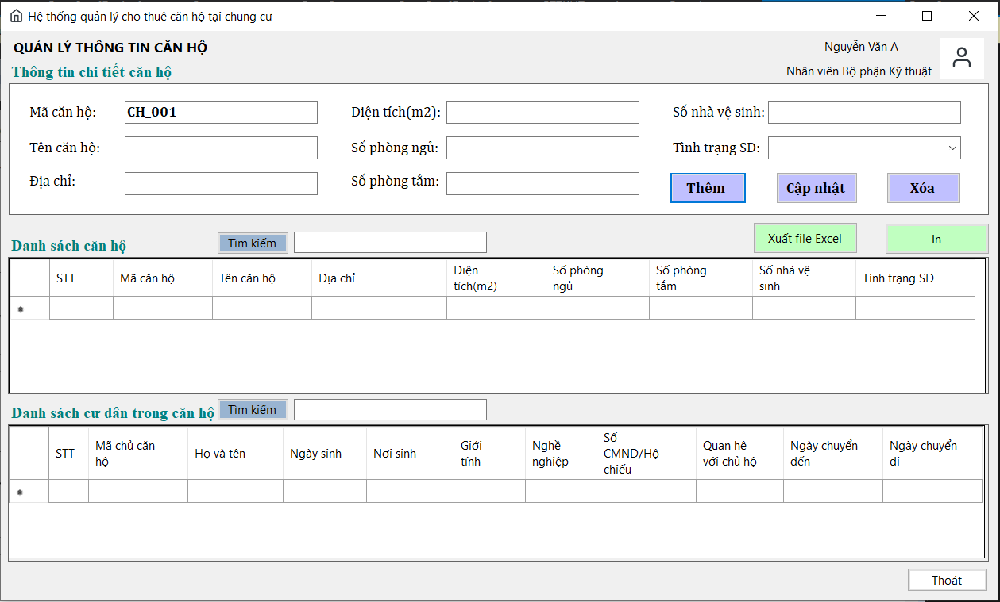 Hệ thống quản lý cho thuê căn hộ tại chung cư
QUẢN LÝ THÔNG TIN CĂN HỘ
Nguyễn Văn A
Thông tin chi tiết căn hộ
Nhân viên Bộ phận Kỹ thuật
Mã căn hộ: CH_001 Diện tích(m2): Số nhà vệ sinh:
Tên căn hộ: Số phòng ngủ: Tình trạng SD:
Địa chỉ: Số phòng tắm: Thêm Cập nhật Xóa
Danh sách căn hộ Tìm kiếm Xuất file Excel In
STT
Mã căn hộ
Tên căn hộ
Địa chỉ
Diện
tích(m2)
Số phòng
ngủ
Số phòng
tắm
Số nhà vệ
sinh
Tình trạng SD
Danh sách cư dân trong căn hộ Tìm kiếm
STT
Mã chủ căn
hộ
Họ và tên
Ngày sinh
Nơi sinh
Giới
tính
Nghề
nghiệp
Số
CMND/Hộ
chiếu
Quan hệ
với chủ hộ
Ngày chuyển
đến
Ngày chuyển
đi
Thoát